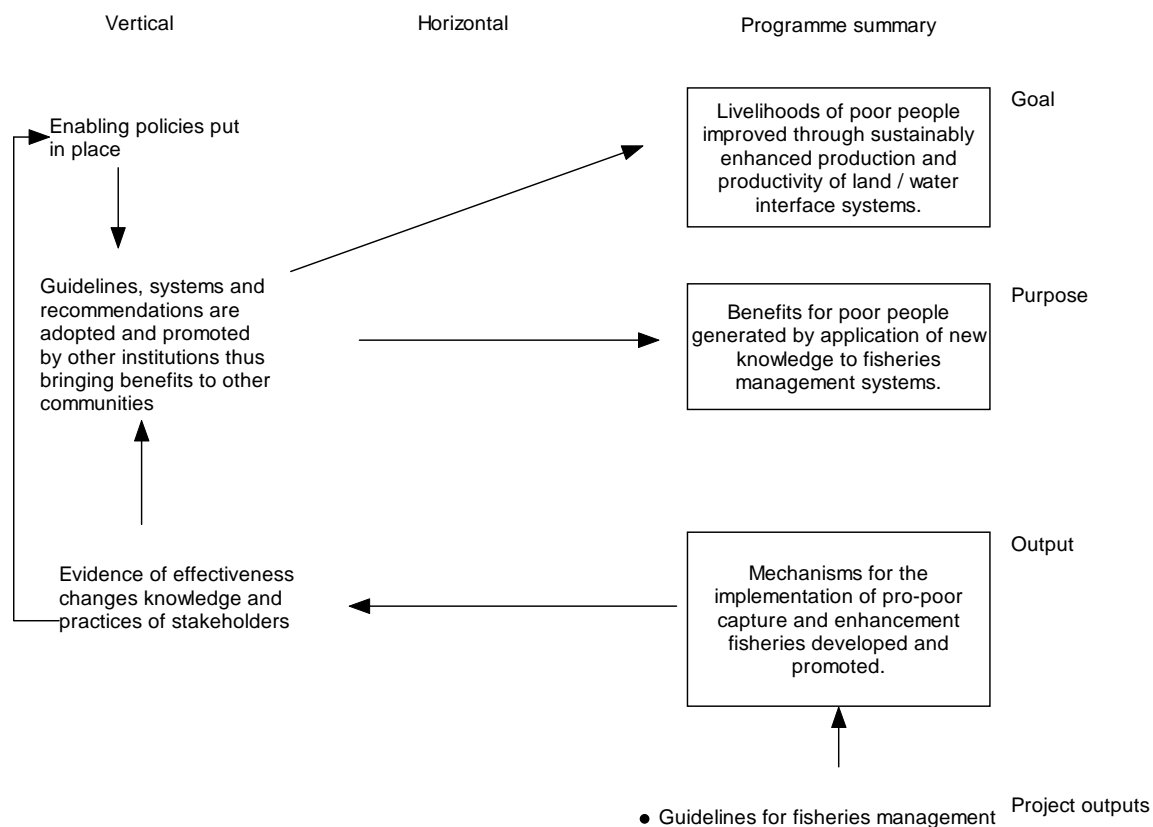 Vertical
Horizontal
Programme summary
Enabling policies put
in place
Livelihoods of poor people
improved through sustainably
enhanced production and
productivity of land / water
interface systems.
Goal
Guidelines, systems and
recommendations are
adopted and promoted
by other institutions thus
bringing benefits to other
communities
Benefits for poor people
generated by application of new
knowledge to fisheries
management systems.
Purpose
Evidence of effectiveness
changes knowledge and
practices of stakeholders
Mechanisms for the
implementation of pro-poor
capture and enhancement
fisheries developed and
promoted.
Output
● Guidelines for fisheries management
Project outputs